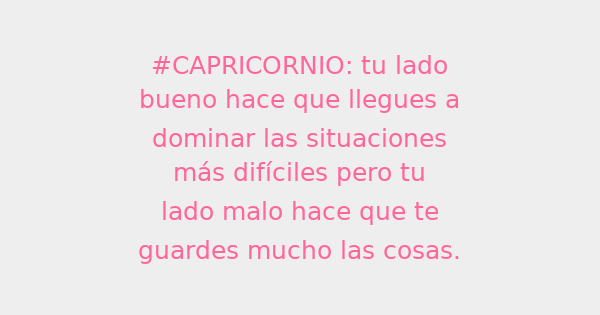 #CAPRICORNIO: tu lado
bueno hace que llegues a
dominar las situaciones
más difíciles pero tu
lado malo hace que te
guardes mucho las cosas.